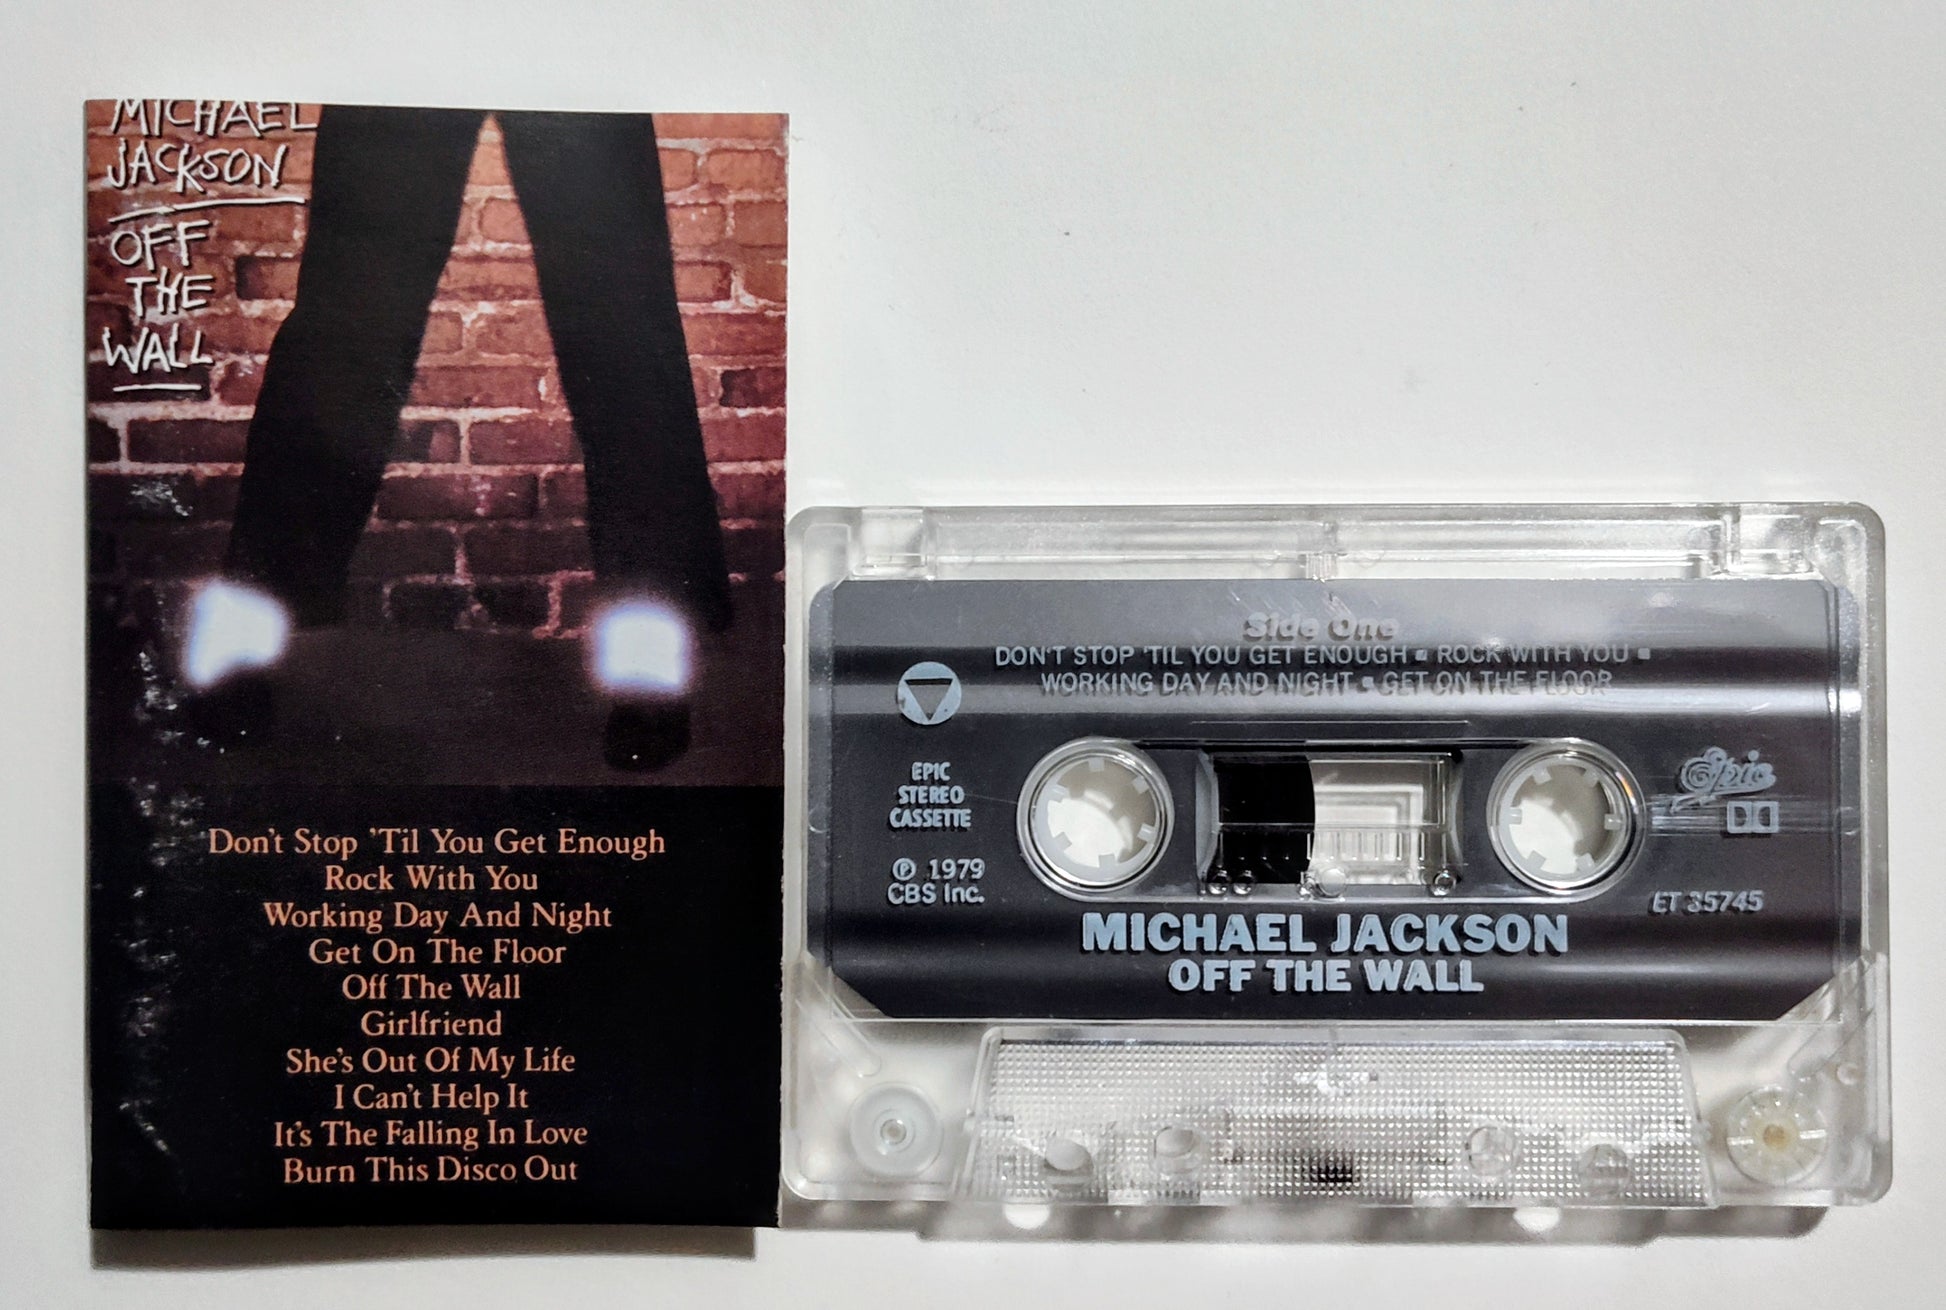 MICHAEL
JACKSON
OFF
THE
WALL
Don't Stop 'Til You Get Enough
Rock With You
Working Day And Night
Get On The Floor
Off The Wall
Girlfriend
She's Out Of My Life
I Can't Help It
It's The Falling In Love
Burn This Disco Out
Side One
DON'T STOP 'TIL YOU GET ENOUGH ▪ ROCK WITH YOU ▪
WORKING DAY AND NIGHT ▪ GET ON THE FLOOR
EPIC
STEREO
CASSETTE
℗ 1979
CBS Inc.
Epic
ET 35745
MICHAEL JACKSON
OFF THE WALL